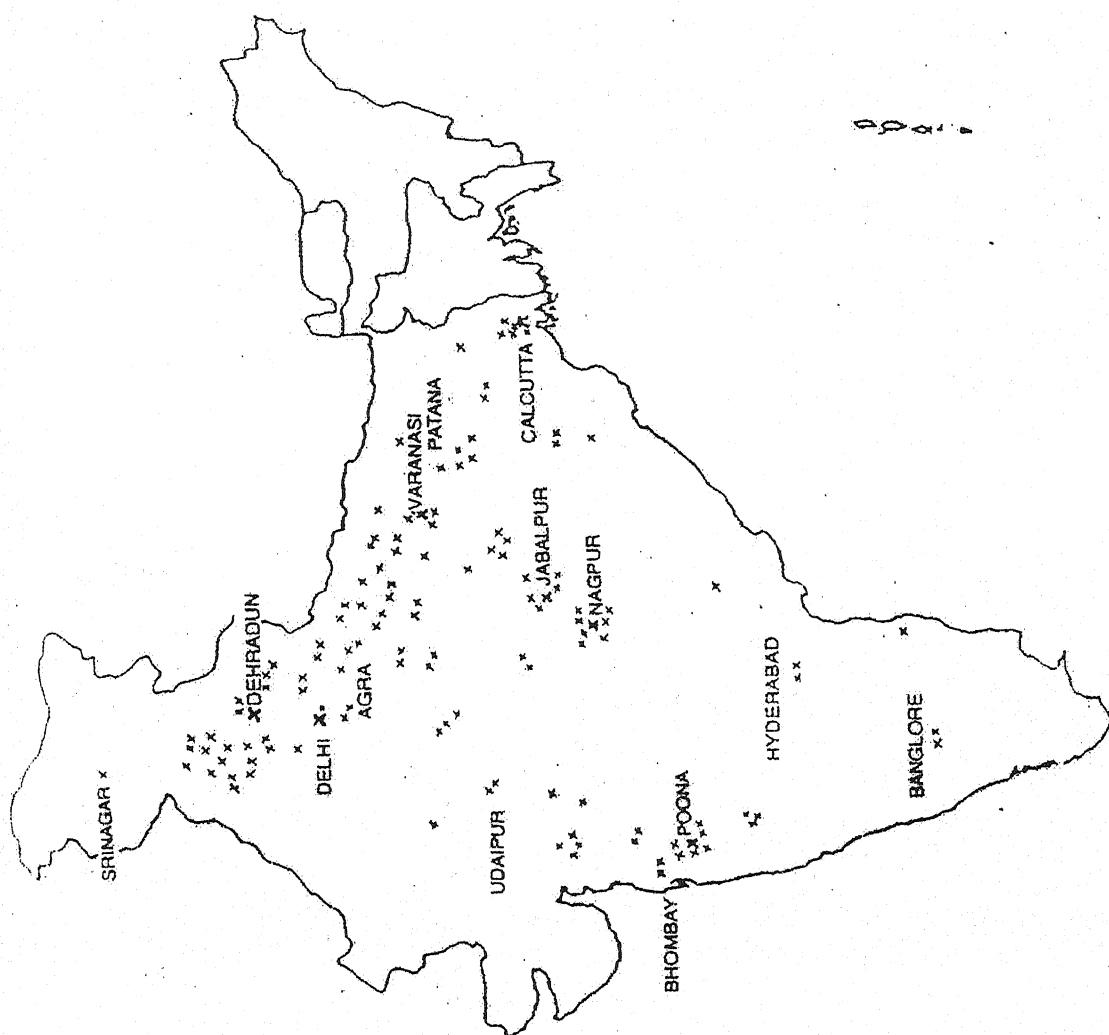 SRINAGAR
DEHRADUN
DELHI
AGRA
VARANASI
PATANA
UDAIPUR
JABALPUR
CALCUTTA
NAGPUR
BHOMBAY
POONA
HYDERABAD
BANGLORE